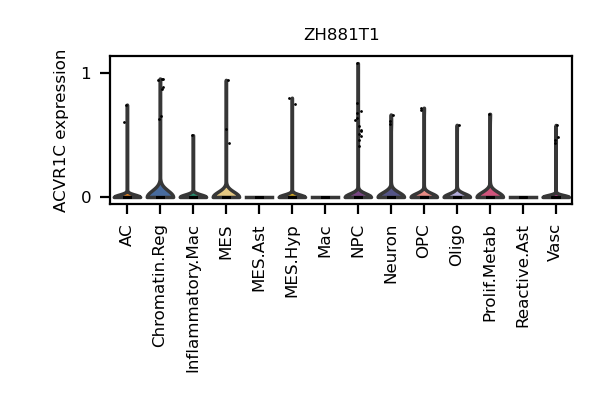 ZH881T1
ACVR1C expression
1
0
AC
Chromatin.Reg
Inflammatory.Mac
MES
MES.Ast
MES.Hyp
Mac
NPC
Neuron
OPC
Oligo
Prolif.Metab
Reactive.Ast
Vasc